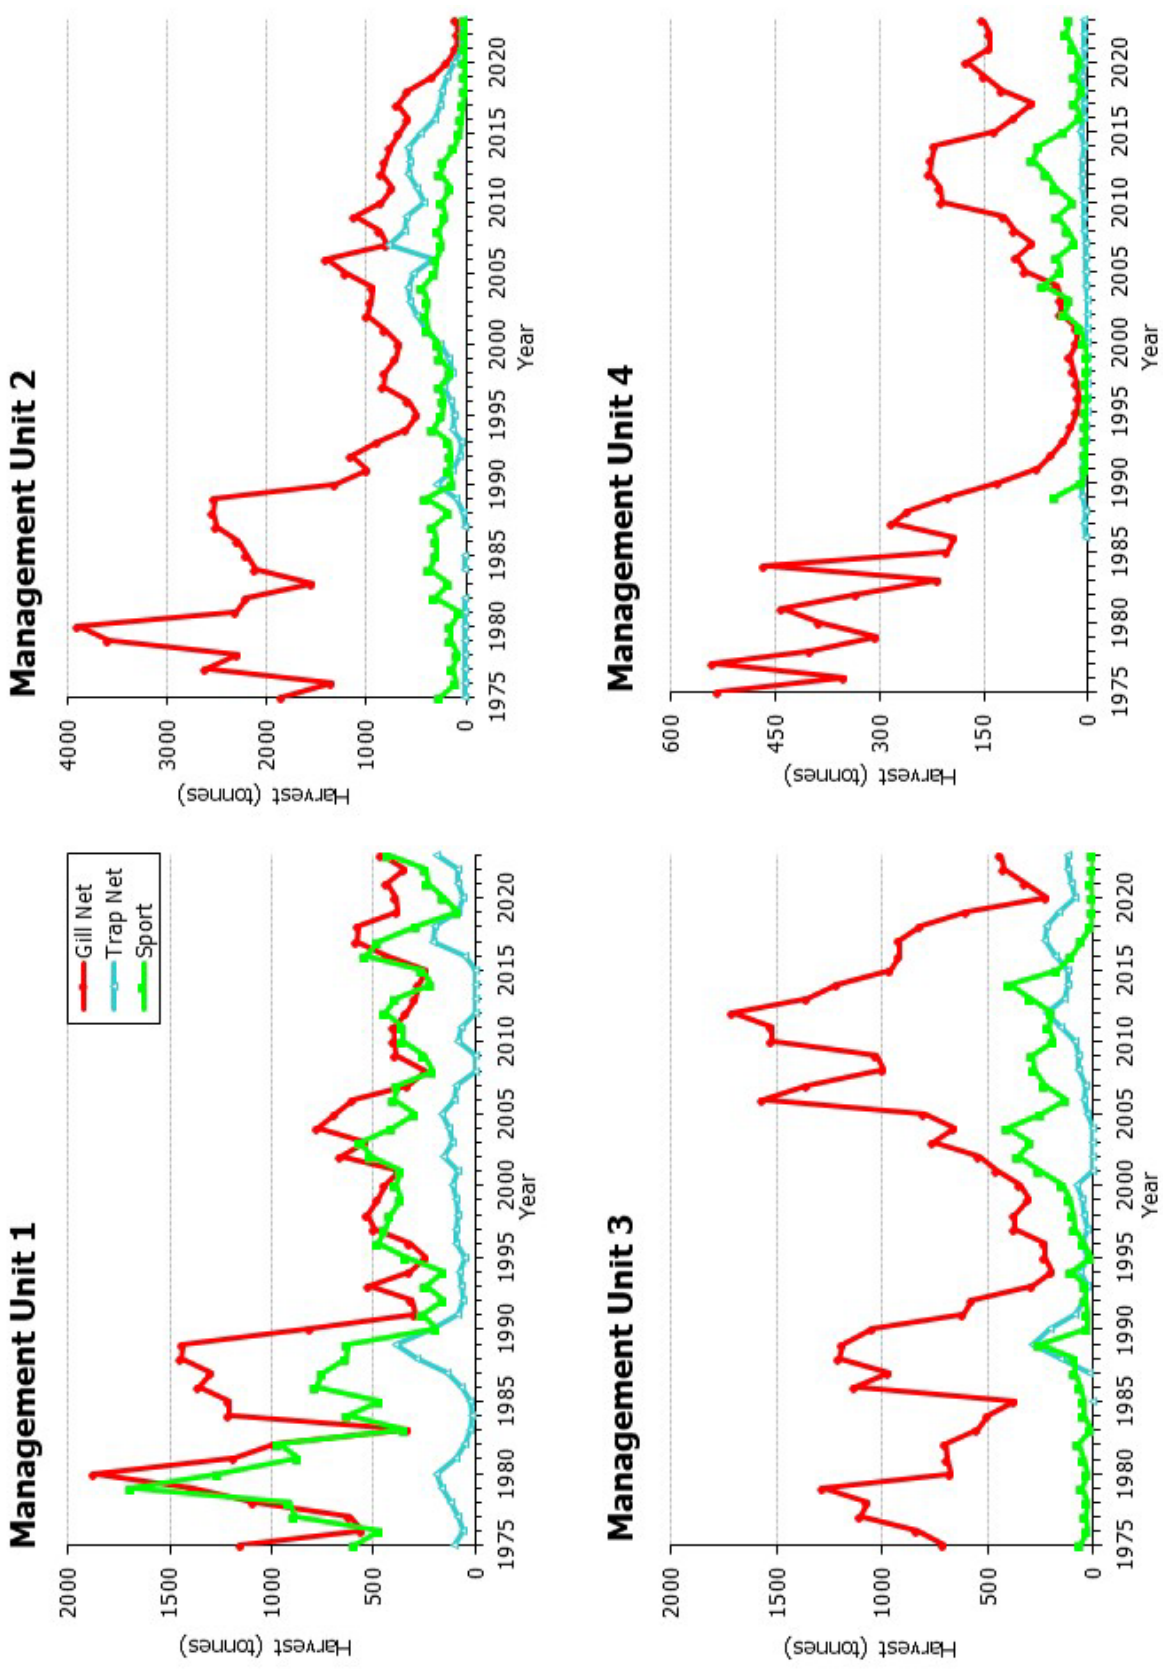 Management Unit 1
Harvest (tonnes)
2000
1500
1000
500
0
1975 1980 1985 1990 1995 2000 2005 2010 2015 2020
Year
Gill Net
Trap Net
Sport
Management Unit 2
Harvest (tonnes)
4000
3000
2000
1000
0
1975 1980 1985 1990 1995 2000 2005 2010 2015 2020
Year
Management Unit 3
Harvest (tonnes)
2000
1500
1000
500
0
1975 1980 1985 1990 1995 2000 2005 2010 2015 2020
Year
Management Unit 4
Harvest (tonnes)
600
450
300
150
0
1975 1980 1985 1990 1995 2000 2005 2010 2015 2020
Year